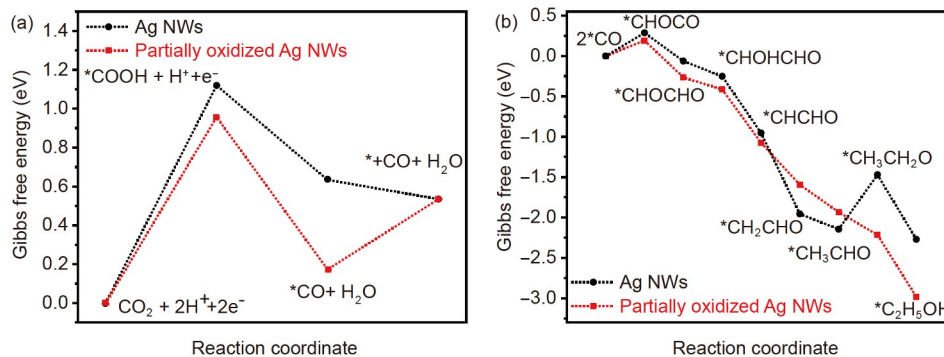 (a)
Ag NWs
Partially oxidized Ag NWs
*COOH + H⁺+e⁻
*+CO+ H₂O
*CO+ H₂O
CO₂ + 2H⁺+2e⁻
1.4
1.2
1.0
0.8
0.6
0.4
0.2
0.0
Gibbs free energy (eV)
Reaction coordinate
(b)
2*CO
*CHOCO
*CHOHCHO
*CHOCHO
*CHCHO
*CH₃CH₂O
*CH₂CHO
*CH₃CHO
*C₂H₅OH
Ag NWs
Partially oxidized Ag NWs
0.5
0.0
−0.5
−1.0
−1.5
−2.0
−2.5
−3.0
Gibbs free energy (eV)
Reaction coordinate